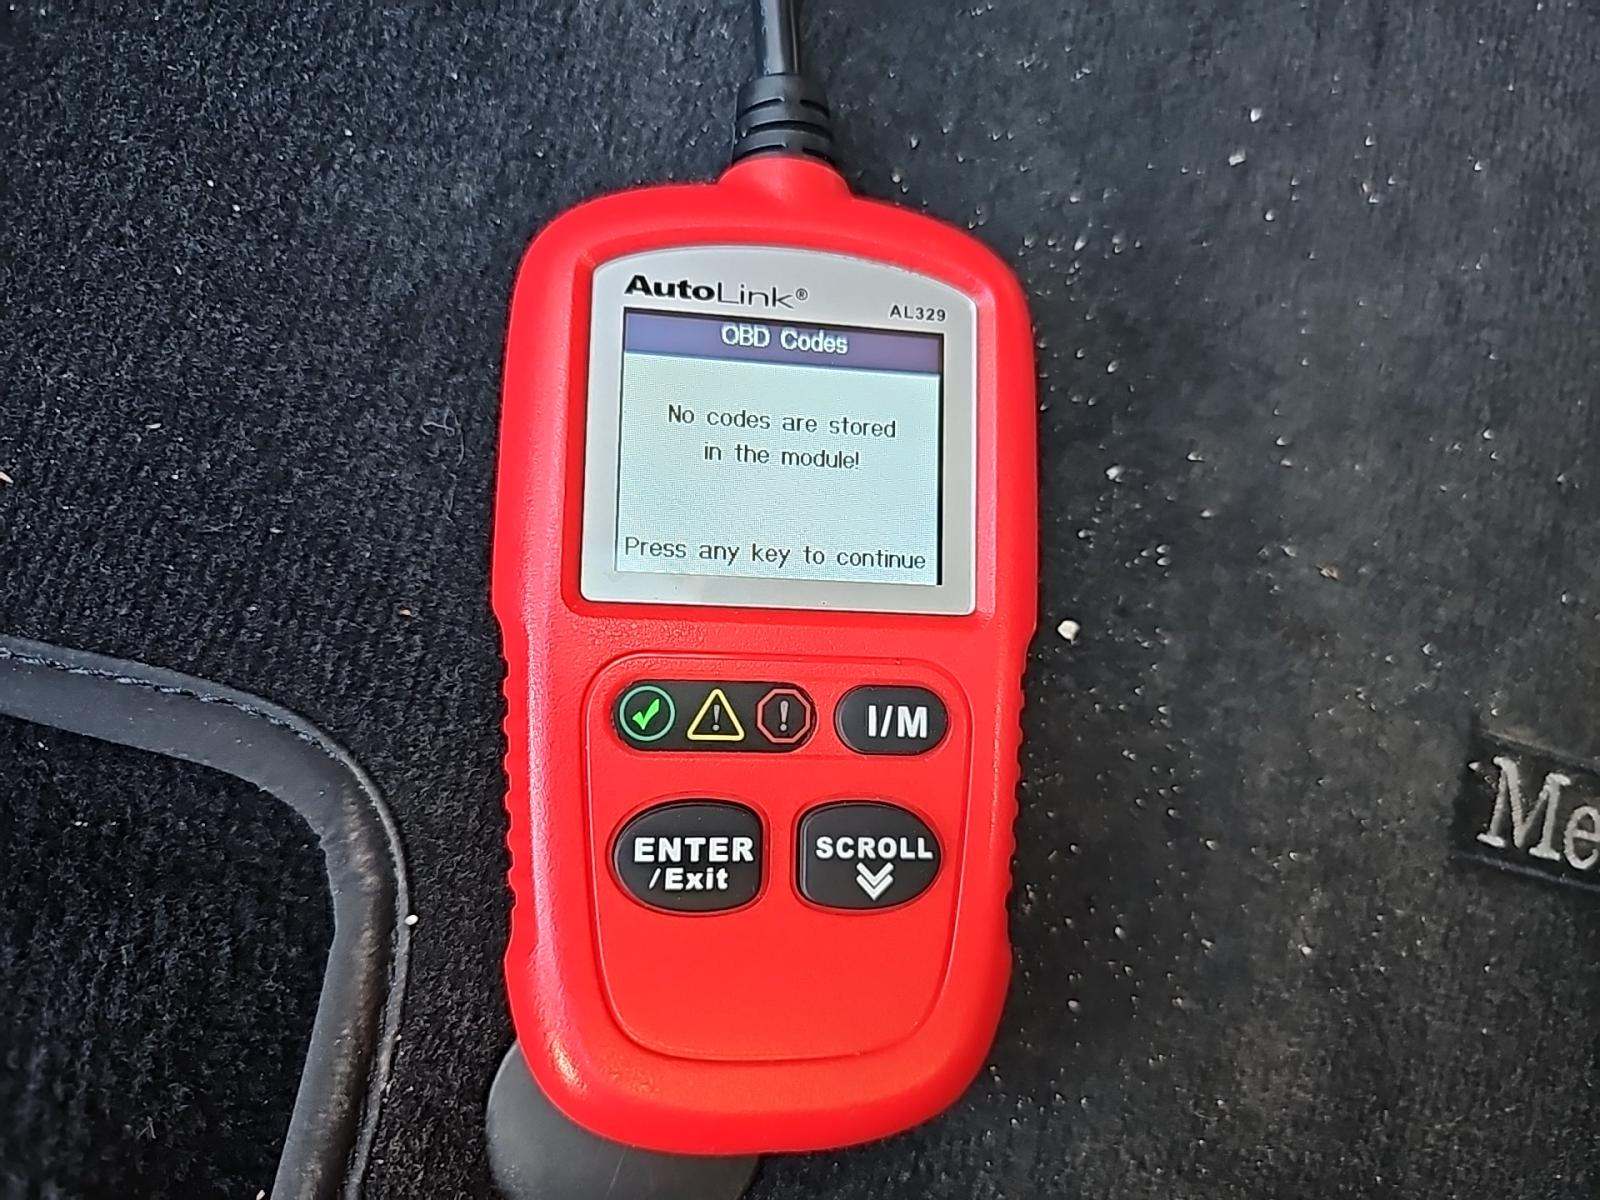 AutoLink®
AL329
OBD Codes
No codes are stored
in the module!
Press any key to continue
I/M
ENTER
/Exit
SCROLL
Me